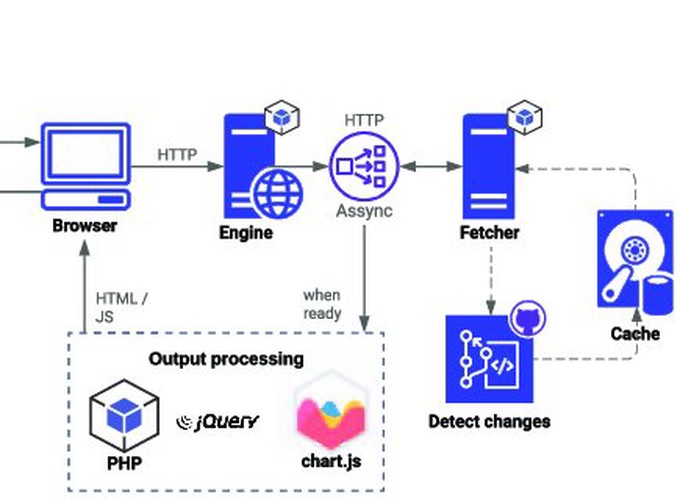 HTTP
HTTP
Assync
Browser
Engine
Fetcher
HTML /
JS
when
ready
Cache
Output processing
jQuery
PHP
chart.js
Detect changes